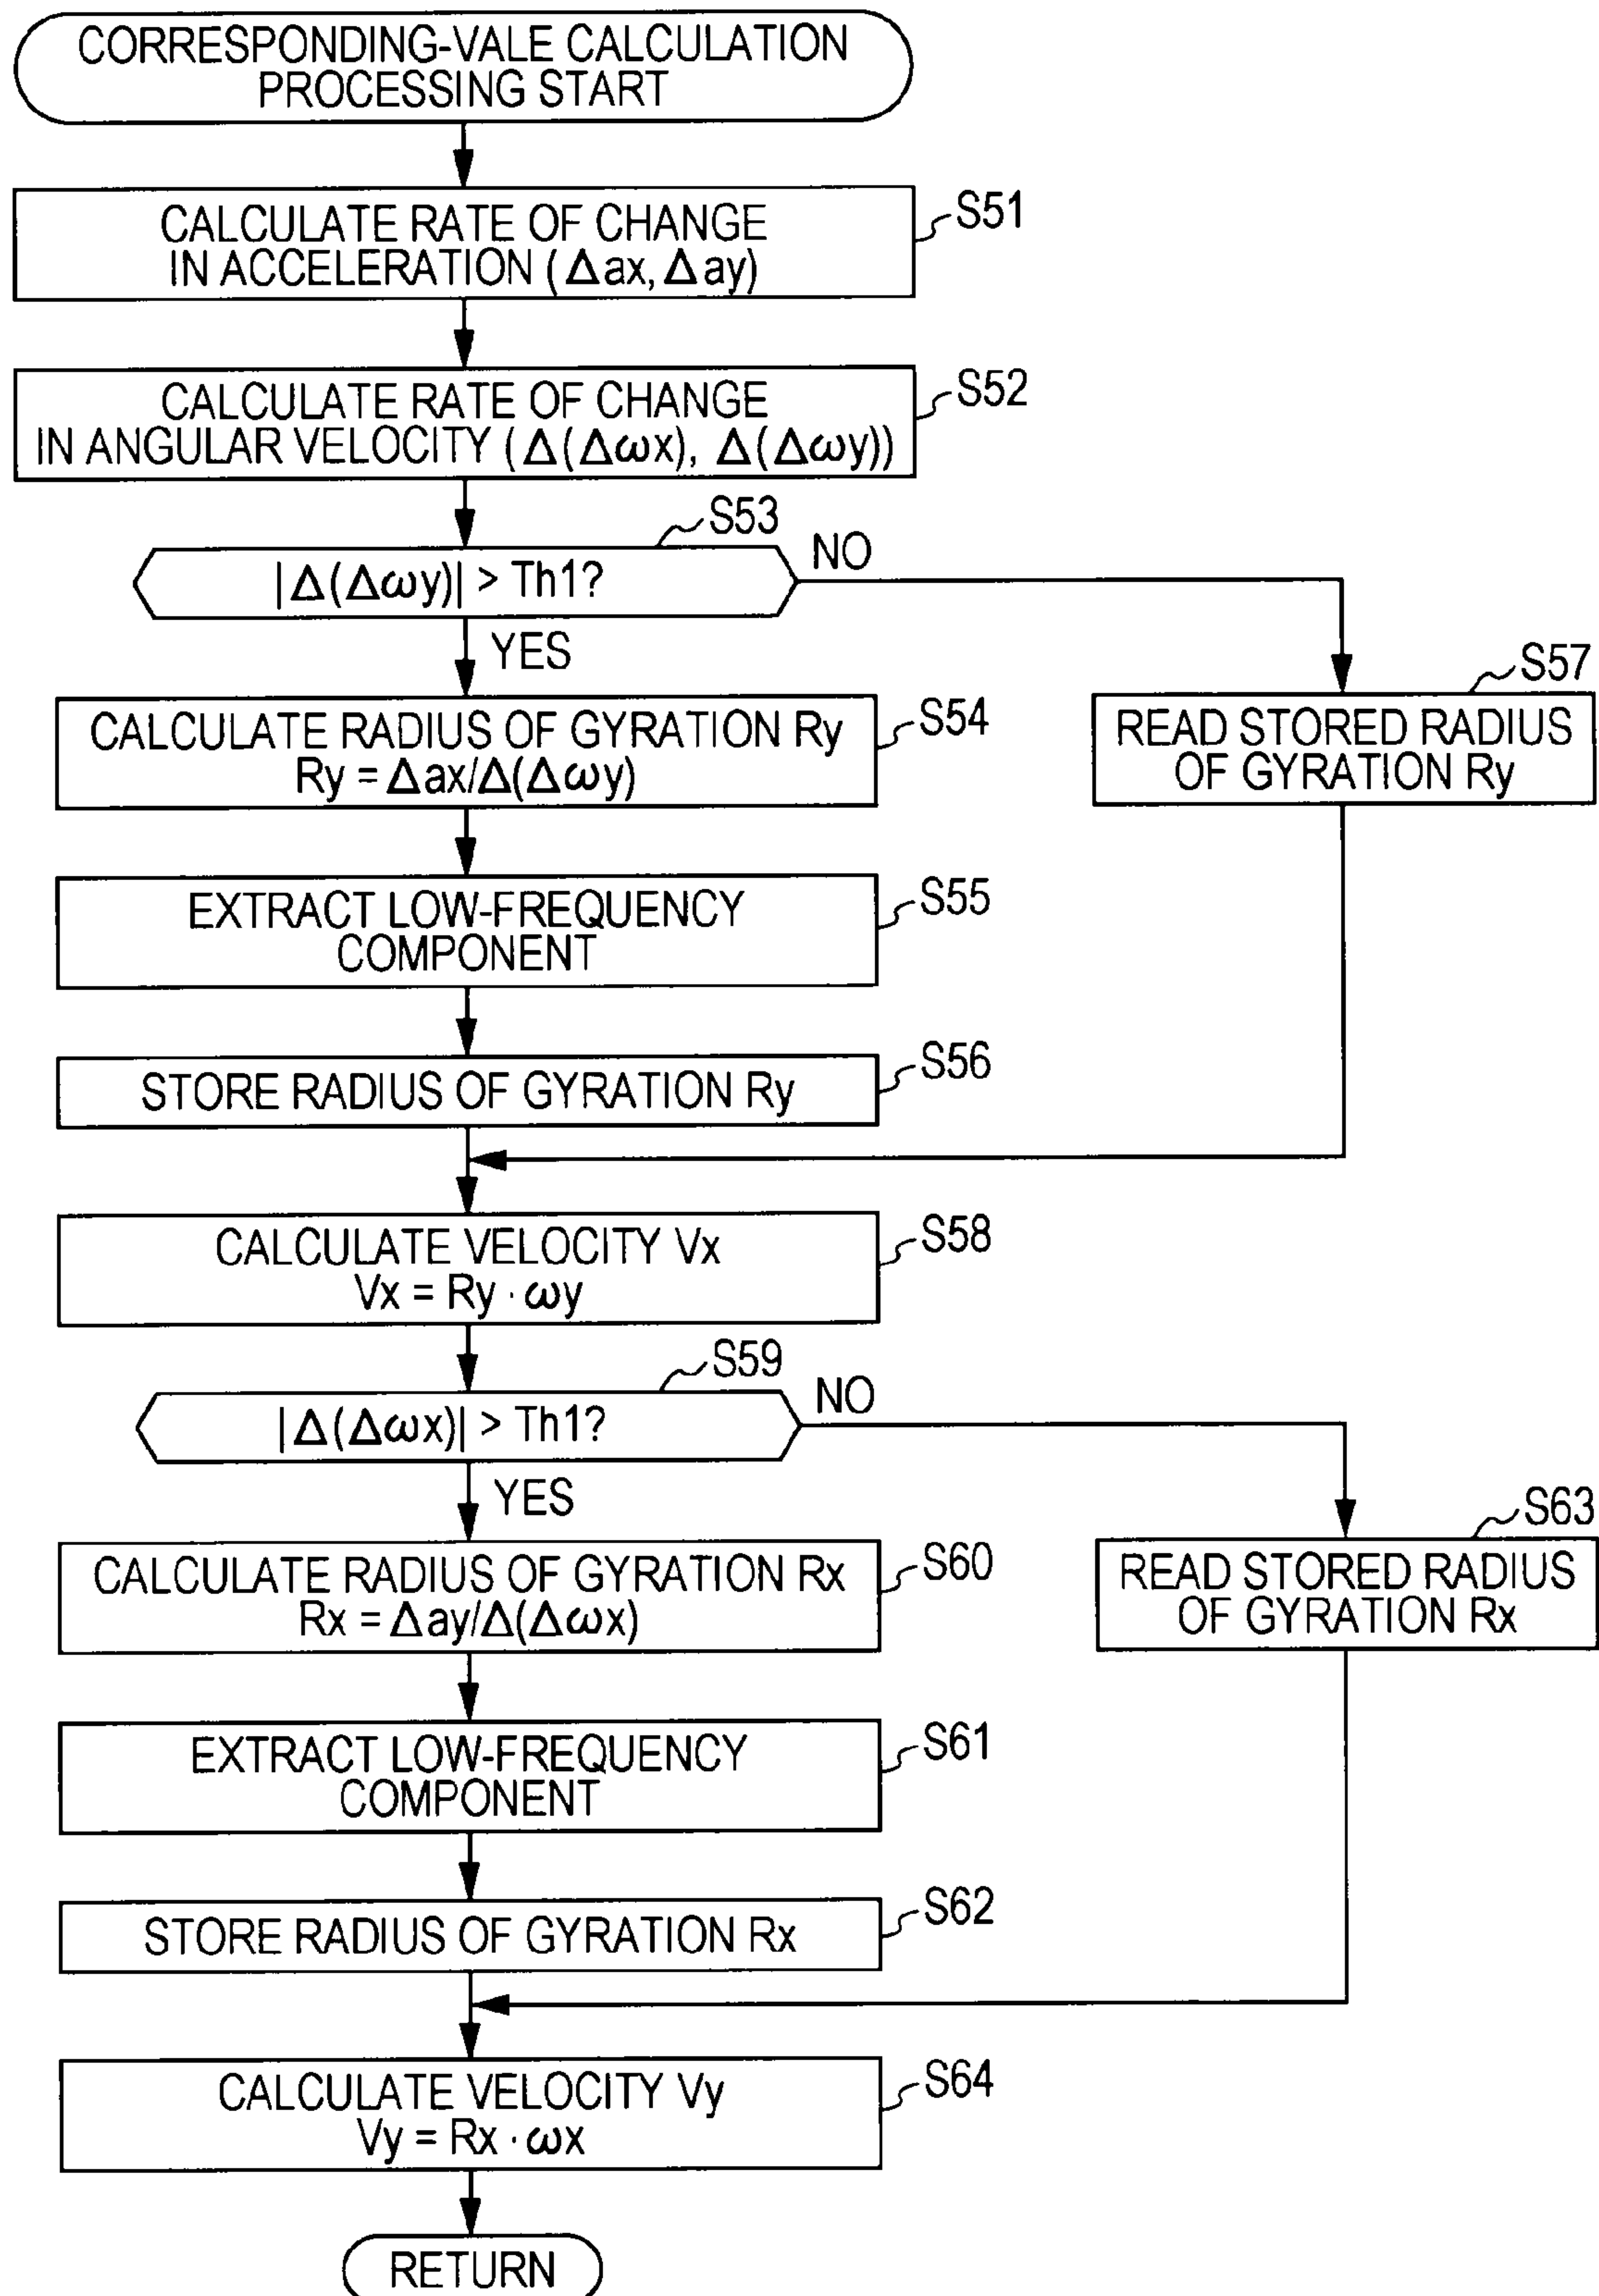 CORRESPONDING-VALE CALCULATION
PROCESSING START
CALCULATE RATE OF CHANGE
IN ACCELERATION (Δax, Δay)
S51
CALCULATE RATE OF CHANGE
IN ANGULAR VELOCITY (Δ(Δωx), Δ(Δωy))
S52
S53
|Δ(Δωy)| > Th1?
NO
YES
CALCULATE RADIUS OF GYRATION Ry
Ry = Δax/Δ(Δωy)
S54
S57
READ STORED RADIUS
OF GYRATION Ry
EXTRACT LOW-FREQUENCY
COMPONENT
S55
STORE RADIUS OF GYRATION Ry
S56
CALCULATE VELOCITY Vx
Vx = Ry · ωy
S58
S59
|Δ(Δωx)| > Th1?
NO
YES
CALCULATE RADIUS OF GYRATION Rx
Rx = Δay/Δ(Δωx)
S60
S63
READ STORED RADIUS
OF GYRATION Rx
EXTRACT LOW-FREQUENCY
COMPONENT
S61
STORE RADIUS OF GYRATION Rx
S62
CALCULATE VELOCITY Vy
Vy = Rx · ωx
S64
RETURN